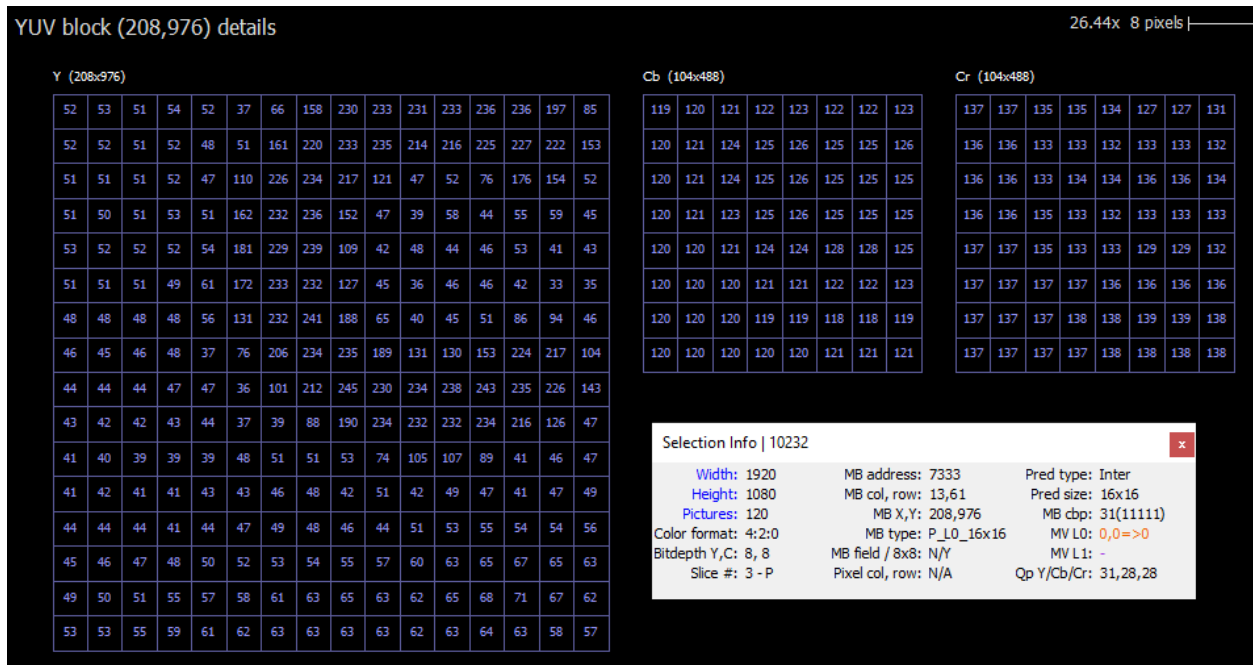 YUV block (208,976) details
26.44x 8 pixels
Y (208x976)
52 53 51 54 52 37 66 158 230 233 231 233 236 236 197 85
52 52 51 52 48 51 161 220 233 235 214 216 225 227 222 153
51 51 51 52 47 110 226 234 217 121 47 52 76 176 154 52
51 50 51 53 51 162 232 236 152 47 39 58 44 55 59 45
53 52 52 52 54 181 229 239 109 42 48 44 46 53 41 43
51 51 51 49 61 172 233 232 127 45 36 46 46 42 33 35
48 48 48 48 56 131 232 241 188 65 40 45 51 86 94 46
46 45 46 48 37 76 206 234 235 189 131 130 153 224 217 104
44 44 44 47 47 36 101 212 245 230 234 238 243 235 226 143
43 42 42 43 44 37 39 88 190 234 232 232 234 216 126 47
41 40 39 39 39 48 51 51 53 74 105 107 89 41 46 47
41 42 41 41 43 43 46 48 42 51 42 49 47 41 47 49
44 44 44 41 44 47 49 48 46 44 51 53 55 54 54 56
45 46 47 48 50 52 53 54 55 57 60 63 65 67 65 63
49 50 51 55 57 58 61 63 65 63 62 65 68 71 67 62
53 53 55 59 61 62 63 63 63 63 62 63 64 63 58 57
Cb (104x488)
119 120 121 122 123 122 122 123
120 121 124 125 126 125 125 126
120 121 124 125 126 125 125 125
120 121 123 125 126 125 125 125
120 120 121 124 124 128 128 125
120 120 120 121 121 122 122 123
120 120 120 119 119 118 118 119
120 120 120 120 120 121 121 121
Cr (104x488)
137 137 135 135 134 127 127 131
136 136 133 133 132 133 133 132
136 136 133 134 134 136 136 134
136 136 135 133 132 133 133 133
137 137 135 133 133 129 129 132
137 137 137 136 136 136 136 136
137 137 137 138 138 139 139 138
137 137 137 137 138 138 138 138
Selection Info | 10232
x
Width: 1920 MB address: 7333 Pred type: Inter
Height: 1080 MB col, row: 13,61 Pred size: 16x16
Pictures: 120 MB X,Y: 208,976 MB cbp: 31(11111)
Color format: 4:2:0 MB type: P_L0_16x16 MV L0: 0,0=>0
Bitdepth Y,C: 8, 8 MB field / 8x8: N/Y MV L1: -
Slice #: 3 - P Pixel col, row: N/A Qp Y/Cb/Cr: 31,28,28